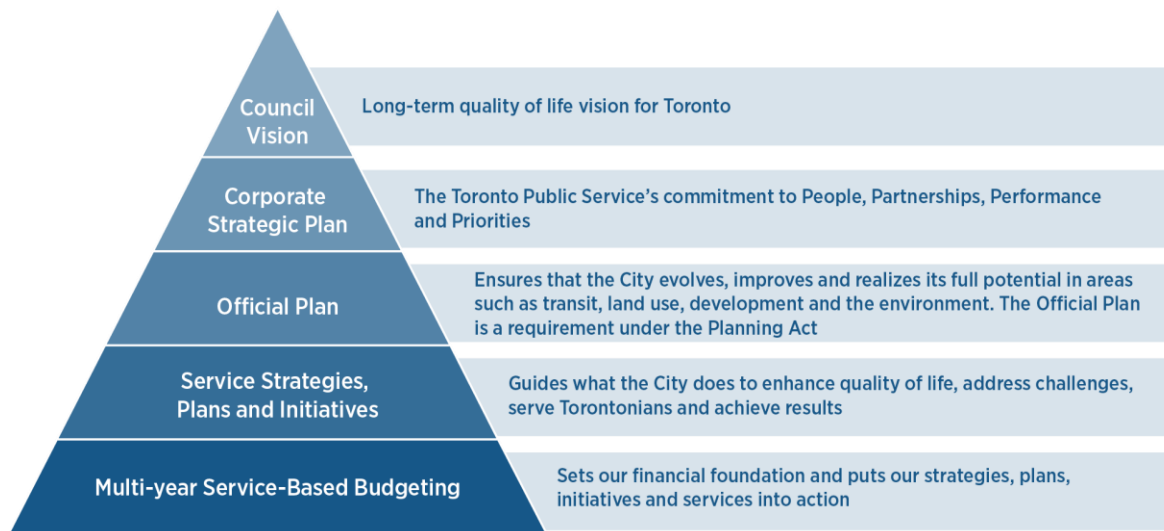 Council
Vision
Long-term quality of life vision for Toronto
Corporate
Strategic Plan
The Toronto Public Service’s commitment to People, Partnerships, Performance
and Priorities
Official Plan
Ensures that the City evolves, improves and realizes its full potential in areas
such as transit, land use, development and the environment. The Official Plan
is a requirement under the Planning Act
Service Strategies,
Plans and Initiatives
Guides what the City does to enhance quality of life, address challenges,
serve Torontonians and achieve results
Multi-year Service-Based Budgeting
Sets our financial foundation and puts our strategies, plans,
initiatives and services into action